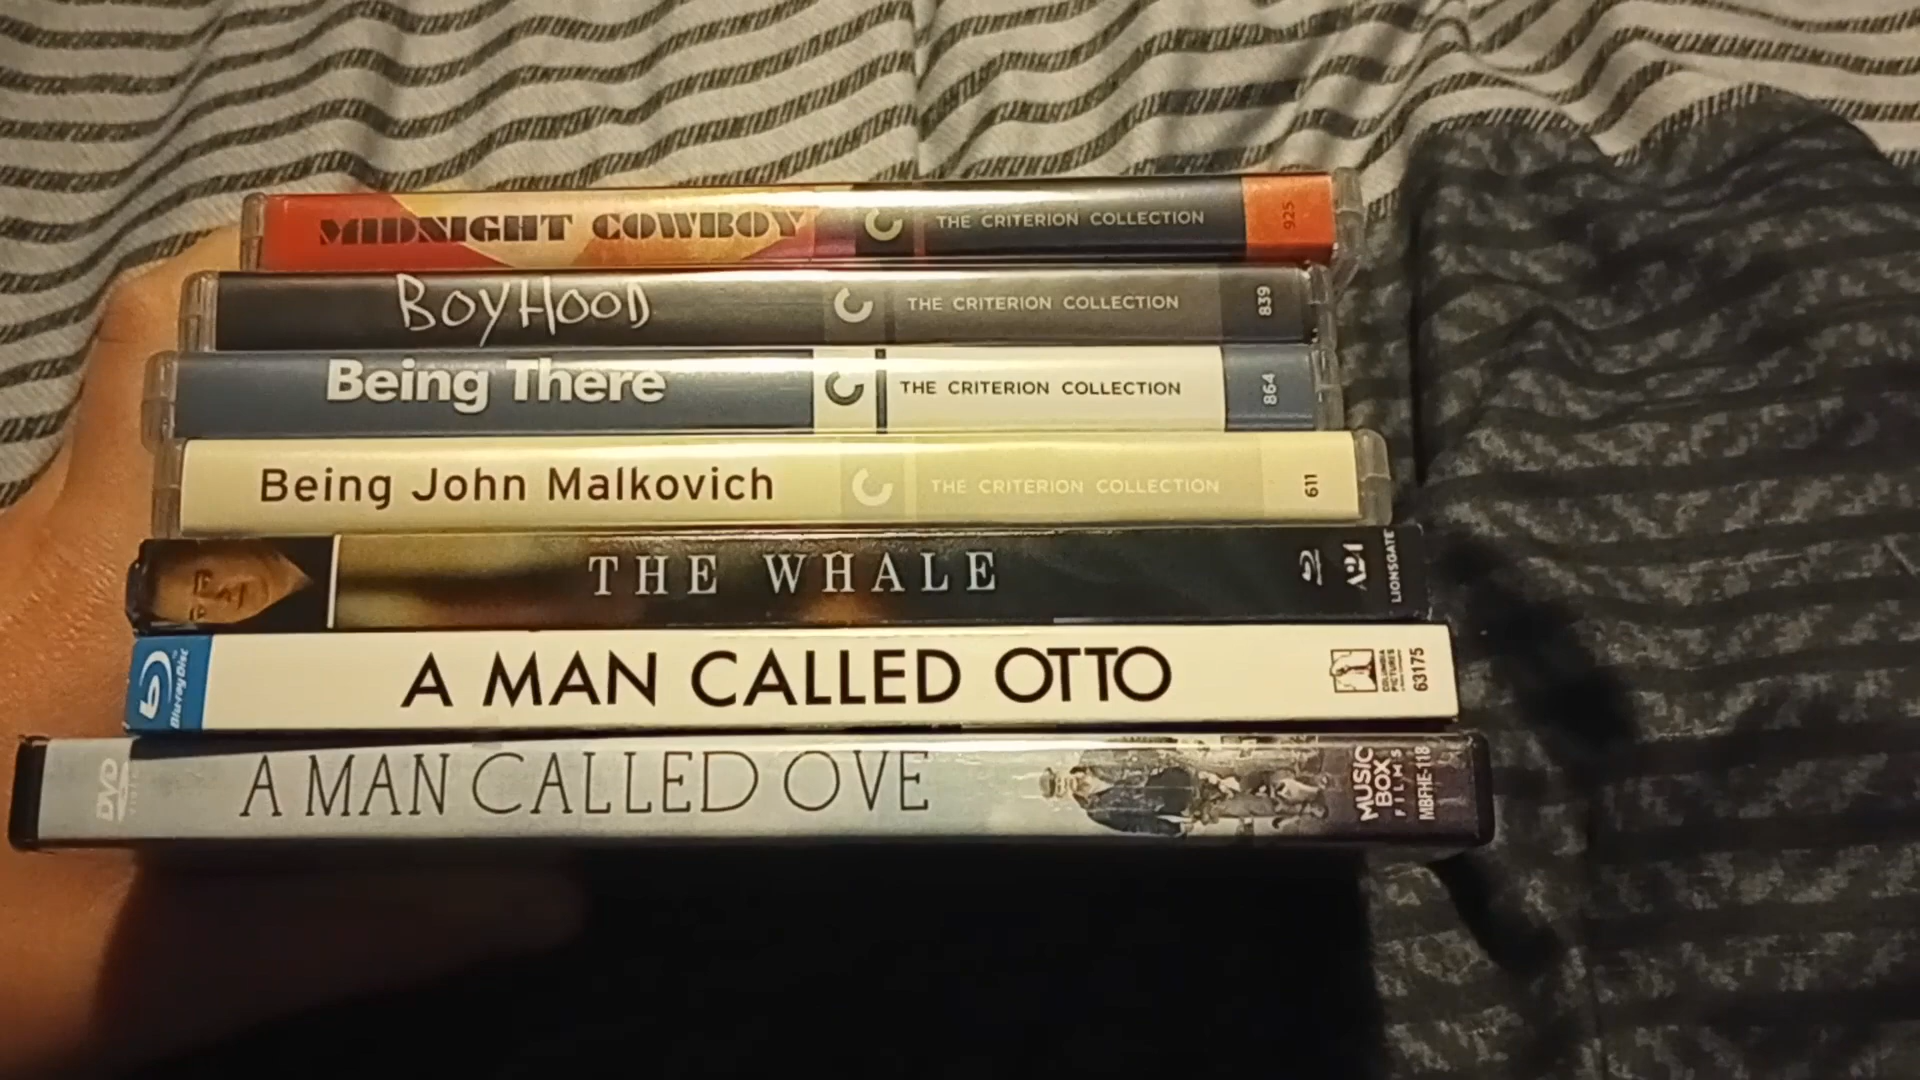 MIDNIGHT COWBOY THE CRITERION COLLECTION 925
BOYHOOD THE CRITERION COLLECTION 839
Being There THE CRITERION COLLECTION 864
Being John Malkovich THE CRITERION COLLECTION 611
THE WHALE A24 LIONSGATE
Blu-ray Disc A MAN CALLED OTTO COLUMBIA PICTURES 63175
DVD VIDEO A MAN CALLED OVE MUSIC BOX FILMS MBFHE-118